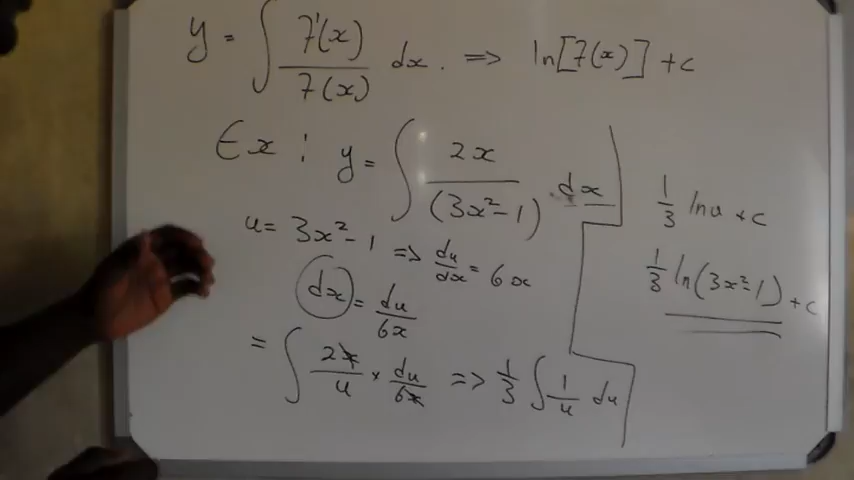 y = ∫ f'(x)/f(x) dx. => ln[f(x)] + c
Ex: y = ∫ 2x/(3x²-1) dx
u = 3x²-1 => du/dx = 6x
dx = du/6x
= ∫ 2x/u × du/6x => 1/3 ∫ 1/u du
1/3 ln u + c
1/3 ln(3x²-1) + c